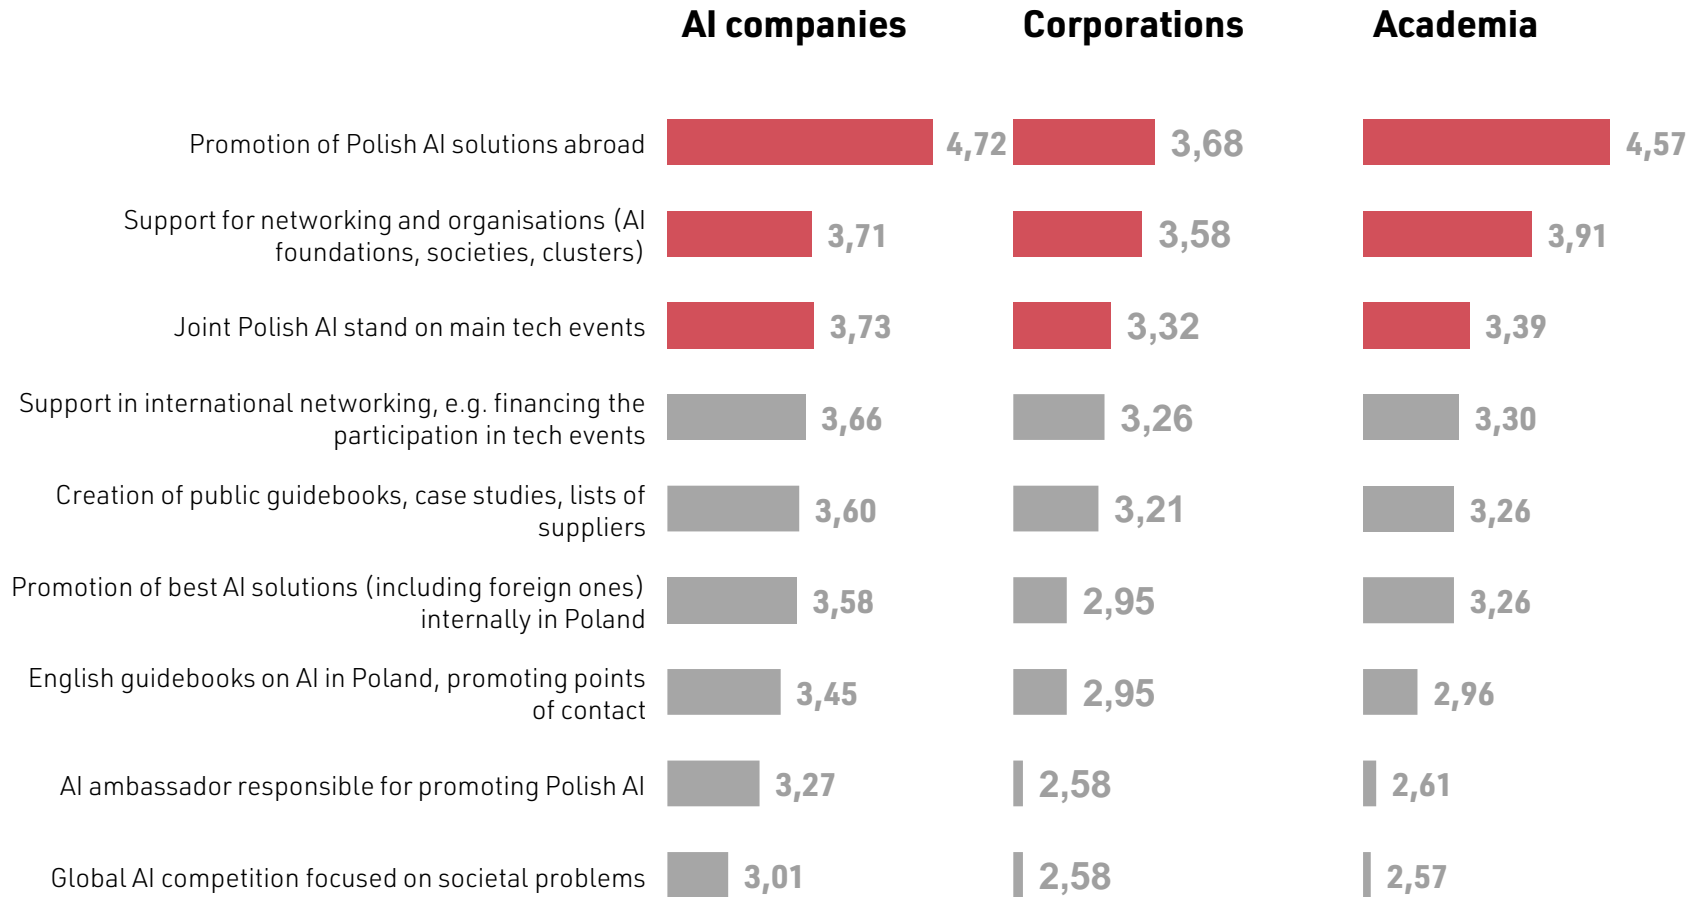 AI companies Corporations Academia
Promotion of Polish AI solutions abroad 4,72 3,68 4,57
Support for networking and organisations (AI
foundations, societies, clusters) 3,71 3,58 3,91
Joint Polish AI stand on main tech events 3,73 3,32 3,39
Support in international networking, e.g. financing the
participation in tech events 3,66 3,26 3,30
Creation of public guidebooks, case studies, lists of
suppliers 3,60 3,21 3,26
Promotion of best AI solutions (including foreign ones)
internally in Poland 3,58 2,95 3,26
English guidebooks on AI in Poland, promoting points
of contact 3,45 2,95 2,96
AI ambassador responsible for promoting Polish AI 3,27 2,58 2,61
Global AI competition focused on societal problems 3,01 2,58 2,57